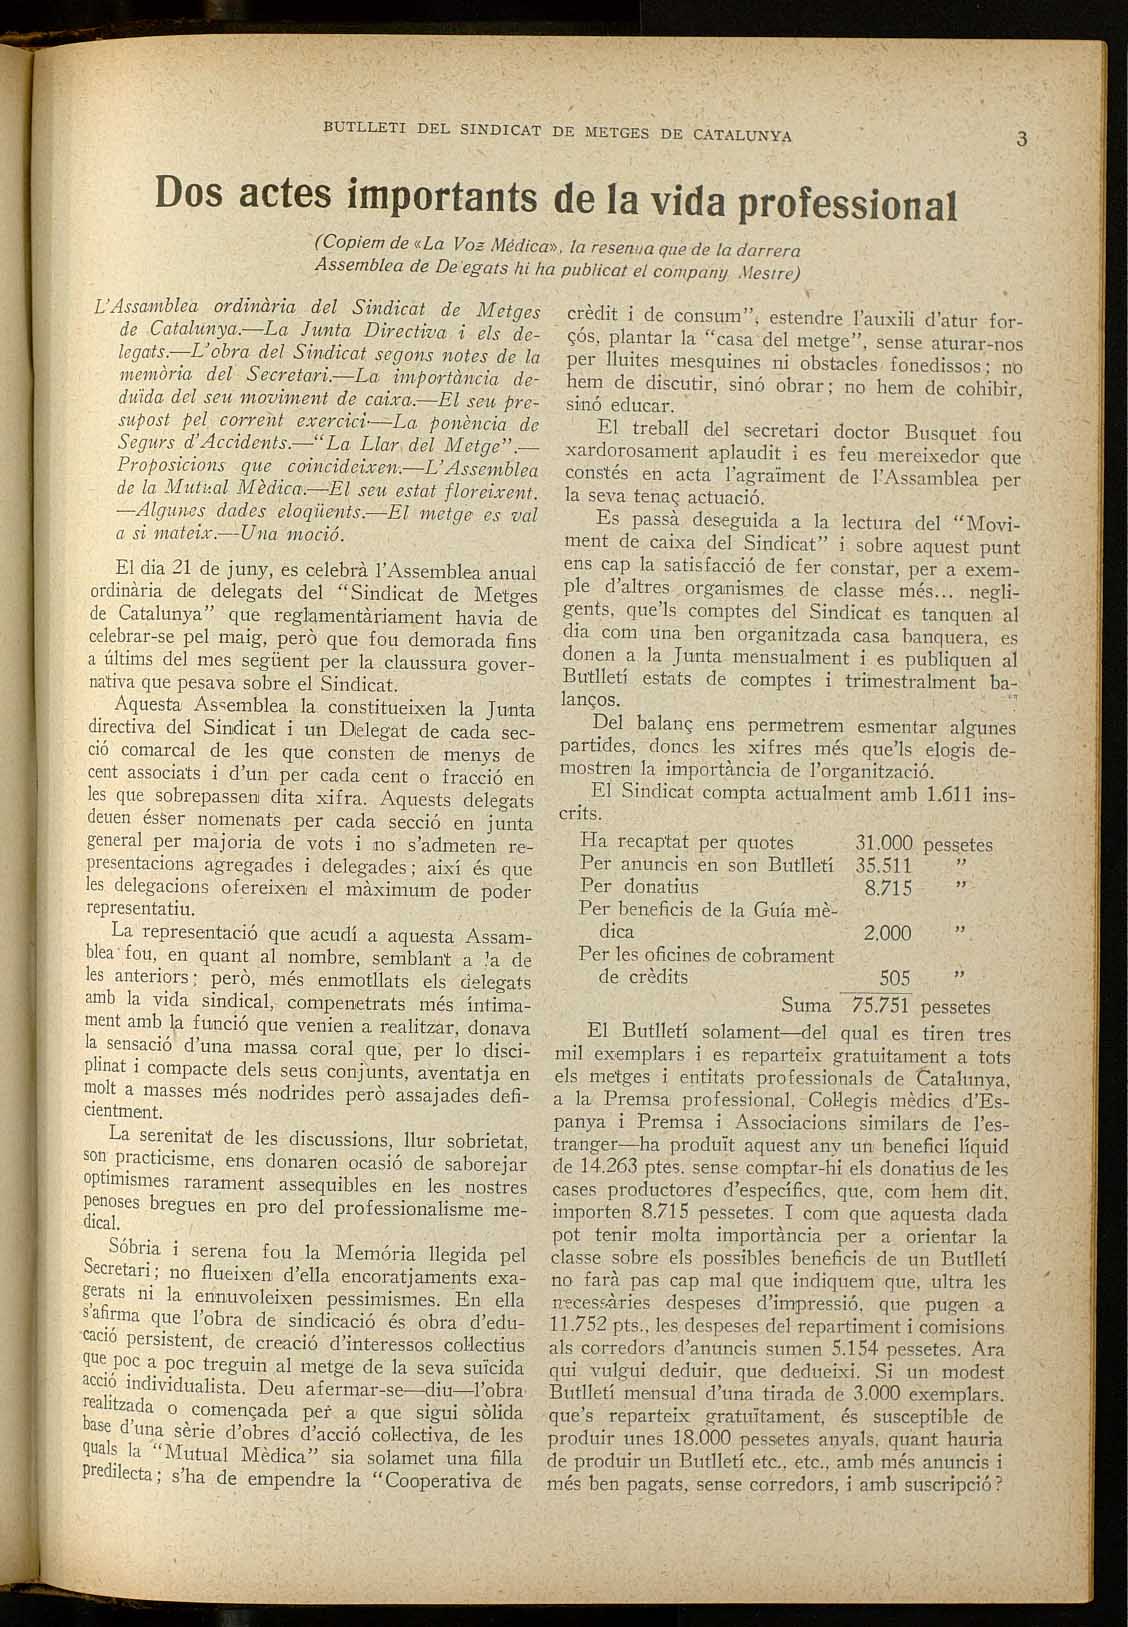 BUTLLETI DEL SINDICAT DE METGES DE CATALUNYA
3
Dos actes importants de la vida professional
(Copiem de «La Voz Médica», la resenya que de la darrera
Assemblea de De egats hi ha publicat el company Mestre)
L'Assamblea ordinària del Sindicat de Metges
de Catalunya.—La Junta Directiva i els de-
legats.—L'obra del Sindicat segons notes de la
memòria del Secretari.—La importància de-
duïda del seu moviment de caixa.—El seu pre-
supost pel corrent exercici.—La ponència de
Segurs d'Accidents.—"La Llar del Metge".—
Proposicions que coincideixen.—L'Assemblea
de la Mutual Mèdica.—El seu estat floreixent.
—Algunes dades eloqüents.—El metge es val
a si mateix.—Una moció.
El dia 21 de juny, es celebrà l'Assemblea anual
ordinària de delegats del "Sindicat de Metges
de Catalunya" que reglamentàriament havia de
celebrar-se pel maig, però que fou demorada fins
a últims del mes següent per la claussura gover-
nativa que pesava sobre el Sindicat.
Aquesta Assemblea la constitueixen la Junta
directiva del Sindicat i un Delegat de cada sec-
ció comarcal de les que consten de menys de
cent associats i d'un per cada cent o fracció en
les que sobrepassen dita xifra. Aquests delegats
deuen ésser nomenats per cada secció en junta
general per majoria de vots i no s'admeten re-
presentacions agregades i delegades; així és que
les delegacions ofereixen el màximum de poder
representatiu.
La representació que acudí a aquesta Assam-
blea fou, en quant al nombre, semblant a la de
les anteriors; però, més enmotllats els delegats
amb la vida sindical, compenetrats més íntima-
ment amb la funció que venien a realitzar, donava
la sensació d'una massa coral que, per lo disci-
plinat i compacte dels seus conjunts, aventatja en
molt a masses més nodrides però assajades defi-
cientment.
La serenitat de les discussions, llur sobrietat,
son practicisme, ens donaren ocasió de saborejar
optimismes rarament assequibles en les nostres
penoses bregues en pro del professionalisme me-
dical.
Sóbria i serena fou la Memória llegida pel
Secretari; no flueixen d'ella encoratjaments exa-
gerats ni la ennuvoleixen pessimismes. En ella
s'afirma que l'obra de sindicació és obra d'edu-
cació persistent, de creació d'interessos col·lectius
que poc a poc treguin al metge de la seva suïcida
acció individualista. Deu afermar-se—diu—l'obra
realitzada o començada per a que sigui sòlida
base d'una sèrie d'obres d'acció col·lectiva, de les
quals la "Mutual Mèdica" sia solamet una filla
predilecta; s'ha de empendre la "Cooperativa de
crèdit i de consum", estendre l'auxili d'atur for-
çós, plantar la "casa del metge", sense aturar-nos
per lluites mesquines ni obstacles fonedissos; no
hem de discutir, sinó obrar; no hem de cohibir,
sinó educar.
El treball del secretari doctor Busquet fou
xardorosament aplaudit i es feu mereixedor que
constés en acta l'agraïment de l'Assamblea per
la seva tenaç actuació.
Es passà deseguida a la lectura del "Movi-
ment de caixa del Sindicat" i sobre aquest punt
ens cap la satisfacció de fer constar, per a exem-
ple d'altres organismes de classe més... negli-
gents, que'ls comptes del Sindicat es tanquen al
dia com una ben organitzada casa banquera, es
donen a la Junta mensualment i es publiquen al
Butlletí estats de comptes i trimestralment ba-
lanços.
Del balanç ens permetrem esmentar algunes
partides, doncs les xifres més que'ls elogis de-
mostren la importància de l'organització.
El Sindicat compta actualment amb 1.611 ins-
crits.
Ha recaptat per quotes 31.000 pessetes
Per anuncis en son Butlletí 35.511 "
Per donatius 8.715 "
Per beneficis de la Guía mè-
dica 2.000 "
Per les oficines de cobrament
de crèdits 505 "
Suma 75.751 pessetes
El Butlletí solament—del qual es tiren tres
mil exemplars i es reparteix gratuitament a tots
els metges i entitats professionals de Catalunya,
a la Premsa professional, Col·legis mèdics d'Es-
panya i Premsa i Associacions similars de l'es-
tranger—ha produït aquest any un benefici líquid
de 14.263 ptes. sense comptar-hi els donatius de les
cases productores d'específics, que, com hem dit,
importen 8.715 pessetes. I com que aquesta dada
pot tenir molta importància per a orientar la
classe sobre els possibles beneficis de un Butlletí
no farà pas cap mal que indiquem que, ultra les
necessàries despeses d'impressió, que pugen a
11.752 pts., les despeses del repartiment i comisions
als corredors d'anuncis sumen 5.154 pessetes. Ara
qui vulgui deduir, que dedueixi. Si un modest
Butlletí mensual d'una tirada de 3.000 exemplars,
que's reparteix gratuïtament, és susceptible de
produir unes 18.000 pessetes anyals, quant hauria
de produir un Butlletí etc., etc., amb més anuncis i
més ben pagats, sense corredors, i amb suscripció?